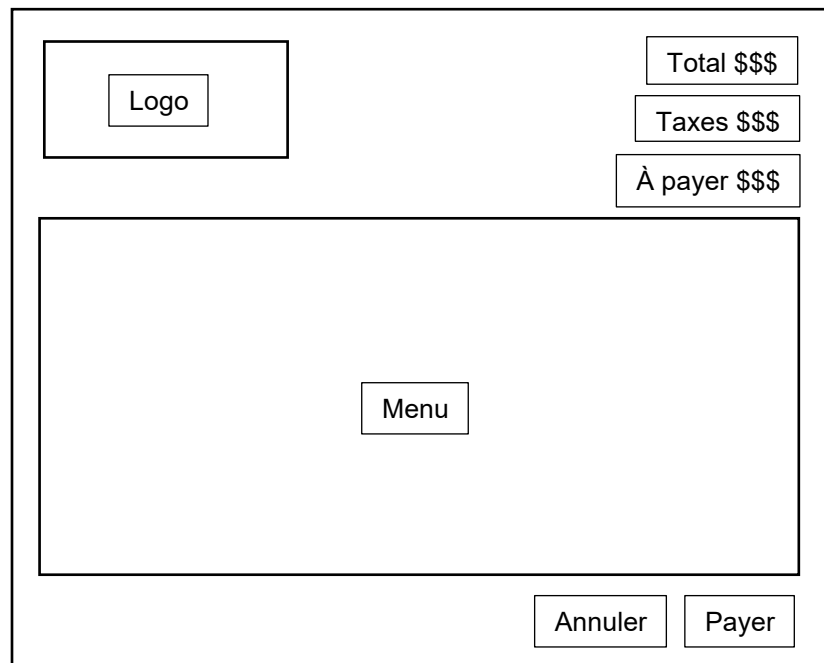 Logo
Total $$$
Taxes $$$
À payer $$$
Menu
Annuler
Payer